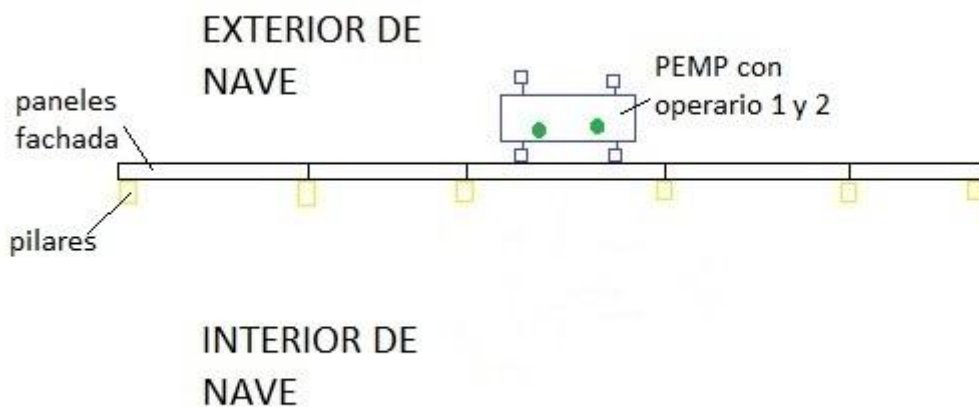 EXTERIOR DE
NAVE
PEMP con
operario 1 y 2
paneles
fachada
pilares
INTERIOR DE
NAVE